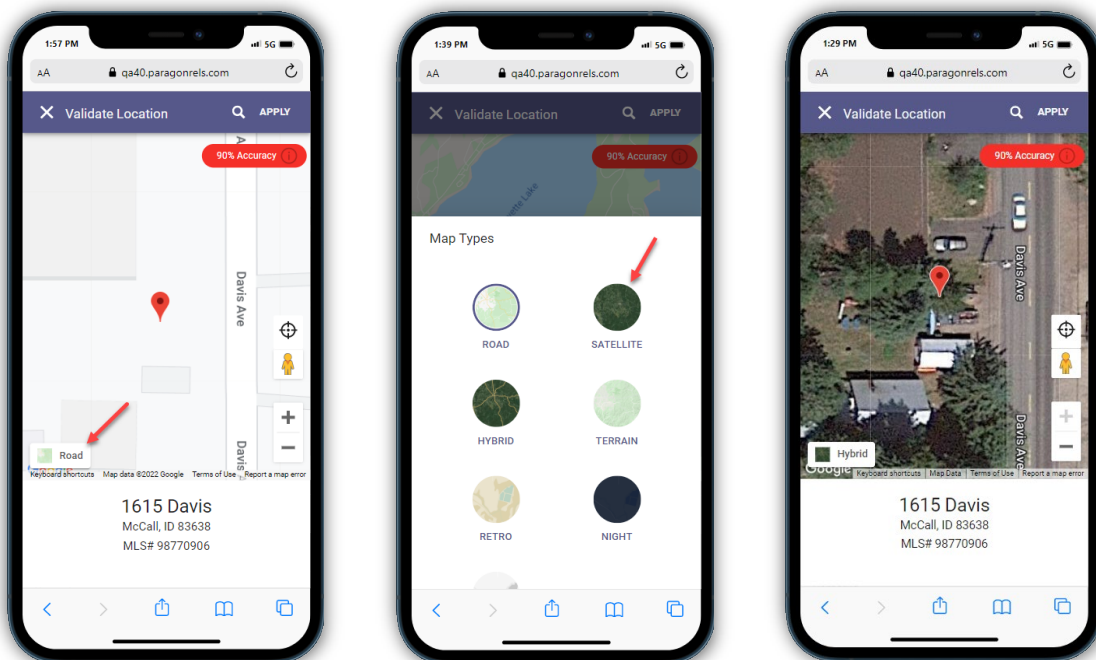 1:57 PM
5G
AA
qa40.paragonrels.com
Validate Location
APPLY
90% Accuracy
A
Davis Ave
Davis
Road
Keyboard shortcuts Map data ©2022 Google Terms of Use Report a map error
1615 Davis
McCall, ID 83638
MLS# 98770906
1:39 PM
5G
AA
qa40.paragonrels.com
Validate Location
APPLY
90% Accuracy
Lake
Map Types
ROAD
SATELLITE
HYBRID
TERRAIN
RETRO
NIGHT
1:29 PM
5G
AA
qa40.paragonrels.com
Validate Location
APPLY
90% Accuracy
Davis Ave
Davis Ave
Hybrid
Google
Keyboard shortcuts Map Data Terms of Use Report a map error
1615 Davis
McCall, ID 83638
MLS# 98770906